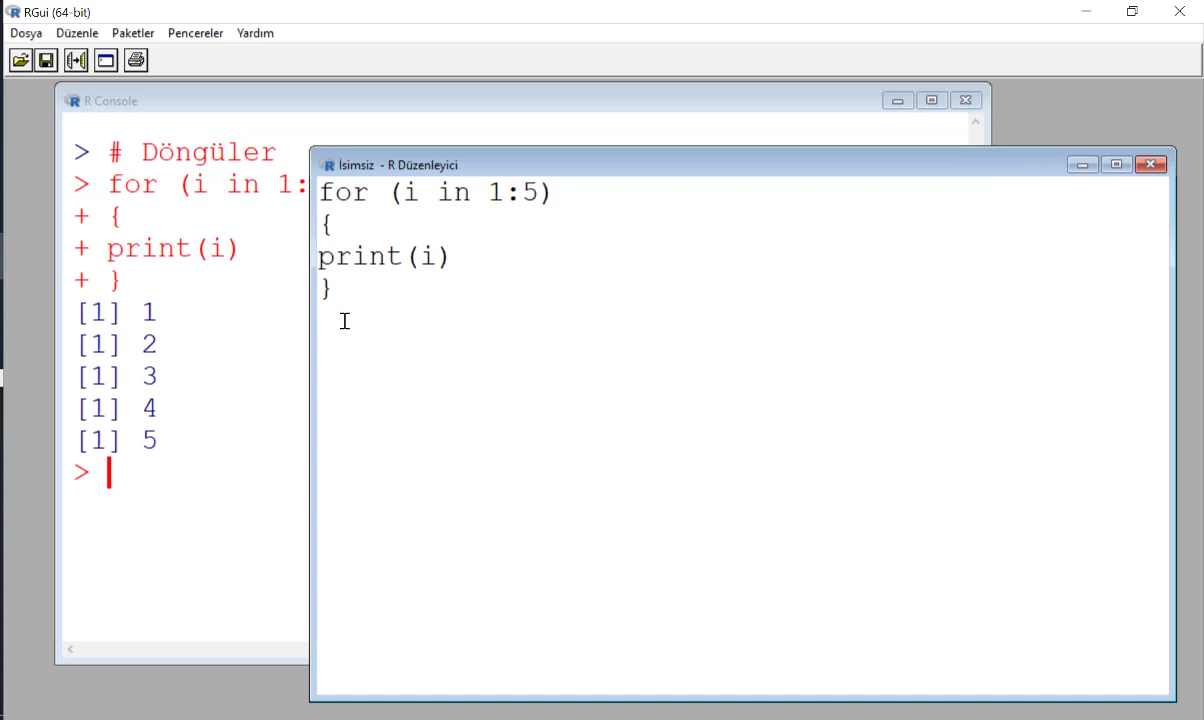 RGui (64-bit)
Dosya Düzenle Paketler Pencereler Yardım
R Console
> # Döngüler
> for (i in 1:
+ {
+ print(i)
+ }
[1] 1
[1] 2
[1] 3
[1] 4
[1] 5
>
İsimsiz - R Düzenleyici
for (i in 1:5)
{
print(i)
}